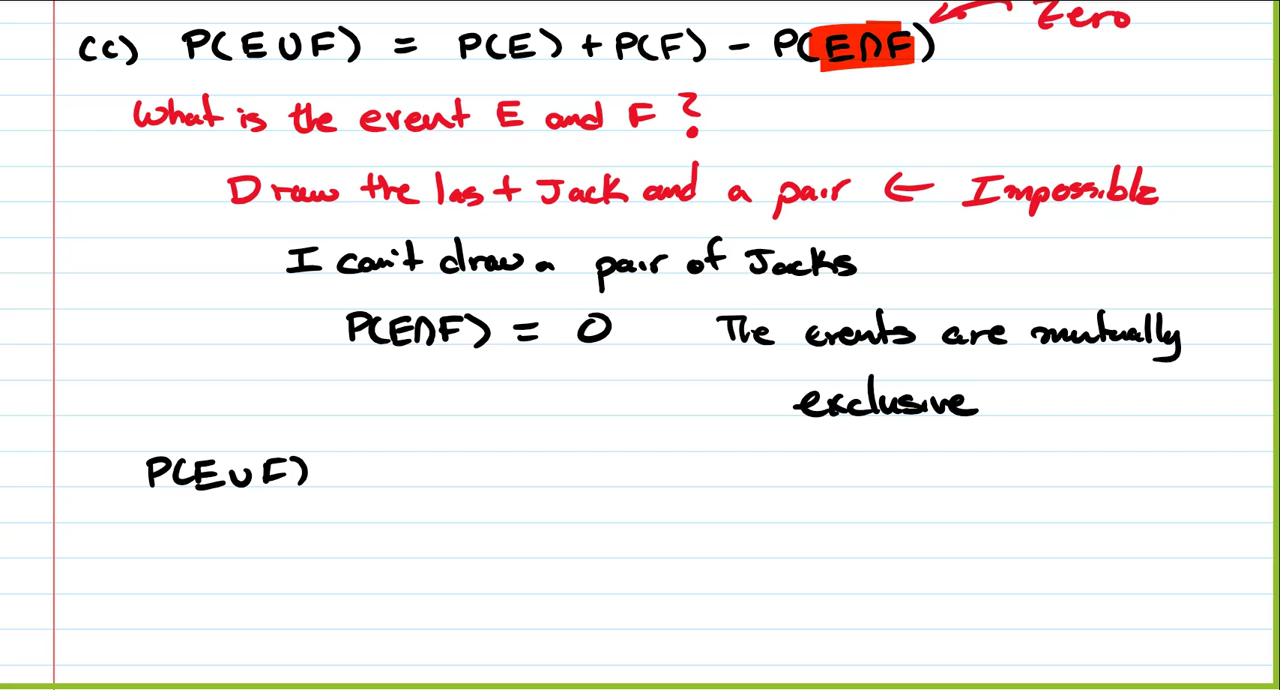 Zero
(c) P(E∪F) = P(E) + P(F) - P(E∩F)
What is the event E and F?
Draw the last Jack and a pair ← Impossible
I can't draw a pair of Jacks
P(E∩F) = 0 The events are mutually
exclusive
P(E∪F)